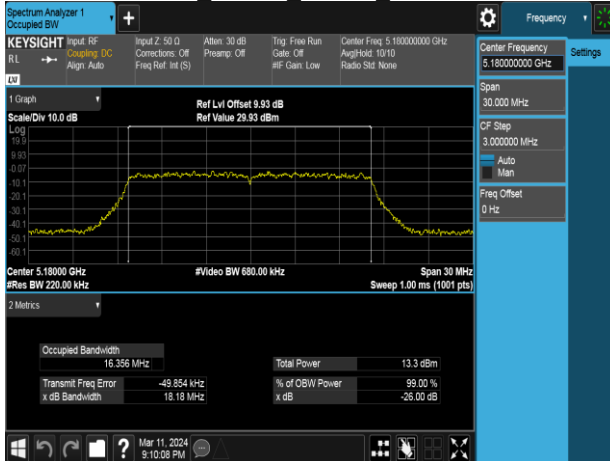 Spectrum Analyzer 1
Occupied BW
+
Frequency
KEYSIGHT
RL
LXI
Input: RF
Coupling: DC
Align: Auto
Input Z: 50 Ω
Corrections: Off
Freq Ref: Int (S)
Atten: 30 dB
Preamp: Off
Trig: Free Run
Gate: Off
#IF Gain: Low
Center Freq: 5.180000000 GHz
Avg|Hold: 10/10
Radio Std: None
Center Frequency
5.180000000 GHz
Settings
Span
30.000 MHz
CF Step
3.000000 MHz
Auto
Man
Freq Offset
0 Hz
1 Graph
Scale/Div 10.0 dB
Ref Lvl Offset 9.93 dB
Ref Value 29.93 dBm
Log
19.9
9.93
-0.07
-10.1
-20.1
-30.1
-40.1
-50.1
-60.1
Center 5.18000 GHz
#Video BW 680.00 kHz
Span 30 MHz
#Res BW 220.00 kHz
Sweep 1.00 ms (1001 pts)
2 Metrics
Occupied Bandwidth
16.356 MHz
Total Power 13.3 dBm
Transmit Freq Error -49.854 kHz
% of OBW Power 99.00 %
x dB Bandwidth 18.18 MHz
x dB -26.00 dB
?
Mar 11, 2024
9:10:08 PM